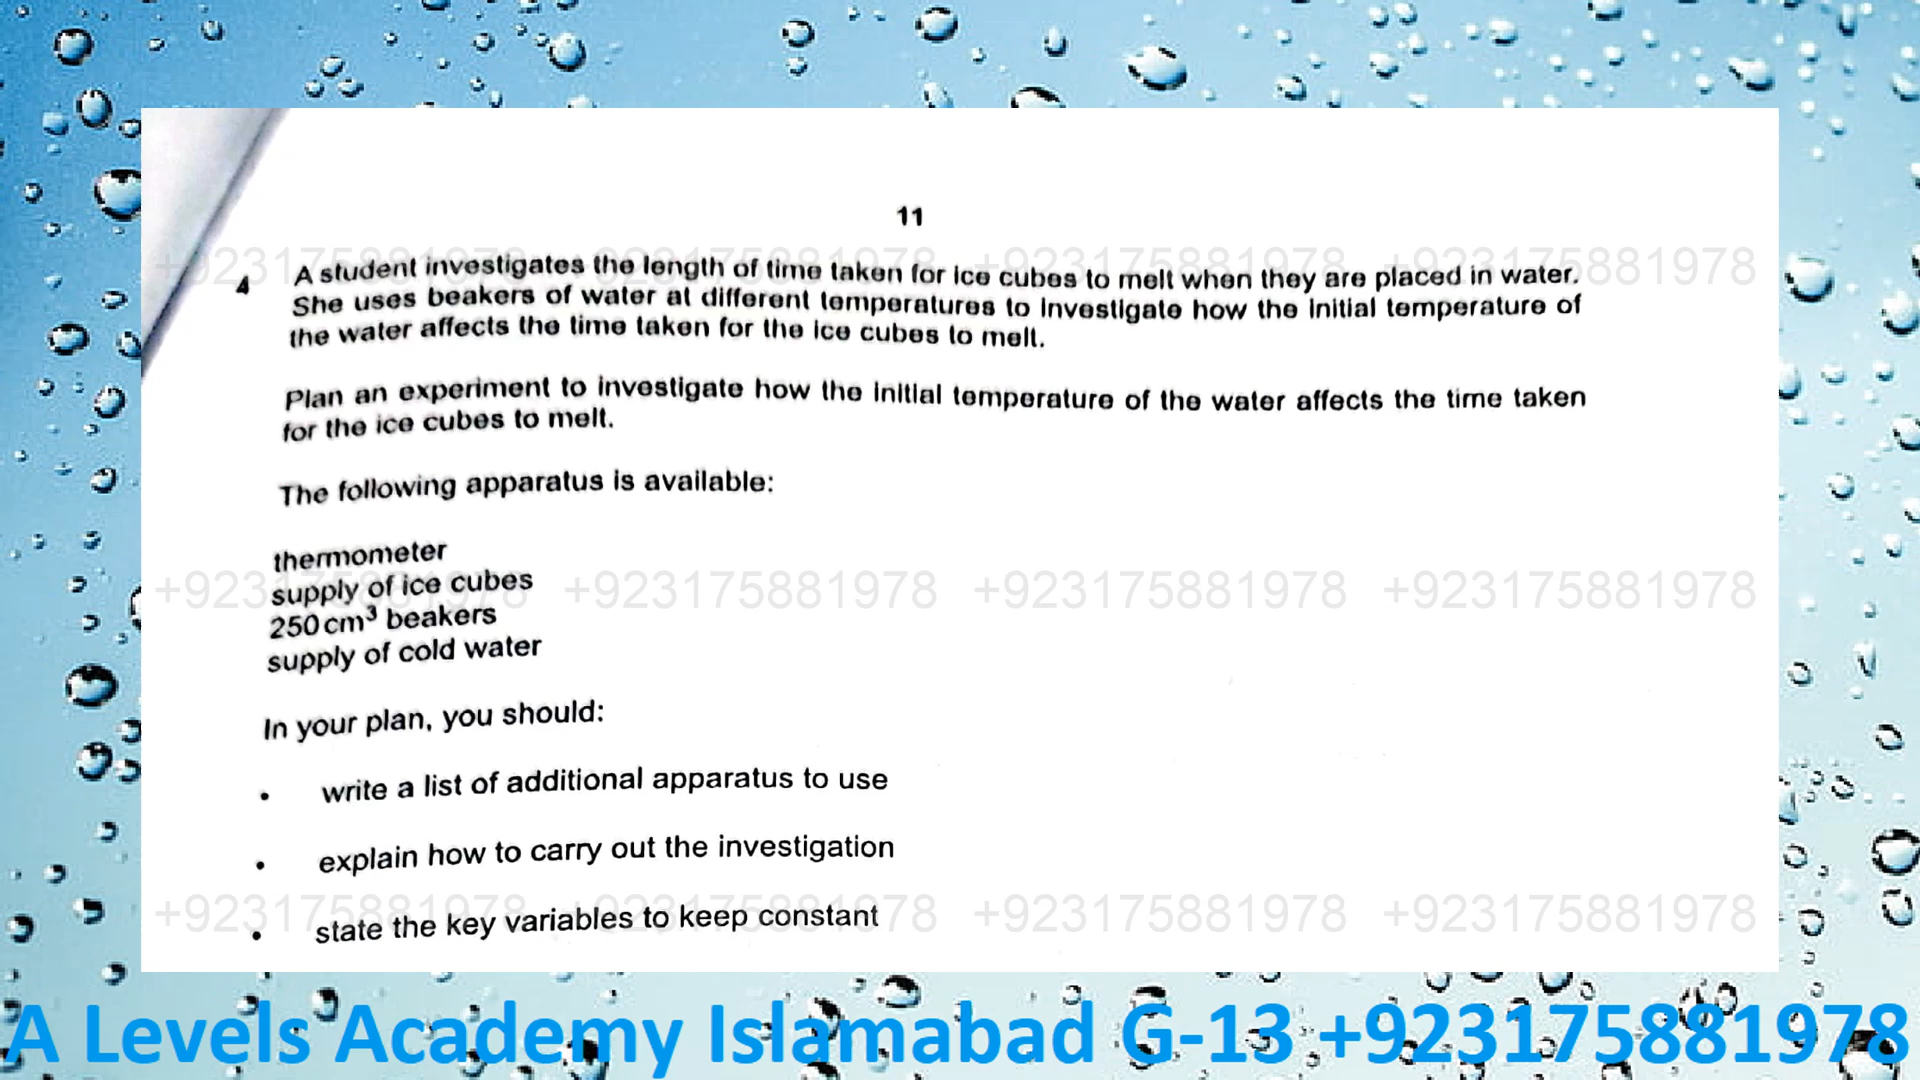 11
4 A student investigates the length of time taken for ice cubes to melt when they are placed in water.
She uses beakers of water at different temperatures to investigate how the initial temperature of
the water affects the time taken for the ice cubes to melt.
Plan an experiment to investigate how the initial temperature of the water affects the time taken
for the ice cubes to melt.
The following apparatus is available:
thermometer
supply of ice cubes
250 cm³ beakers
supply of cold water
In your plan, you should:
• write a list of additional apparatus to use
• explain how to carry out the investigation
• state the key variables to keep constant
+923175881978 +923175881978 +923175881978 +923175881978
+923175881978 +923175881978 +923175881978 +923175881978
+923175881978 +923175881978 +923175881978 +923175881978
A Levels Academy Islamabad G-13 +923175881978